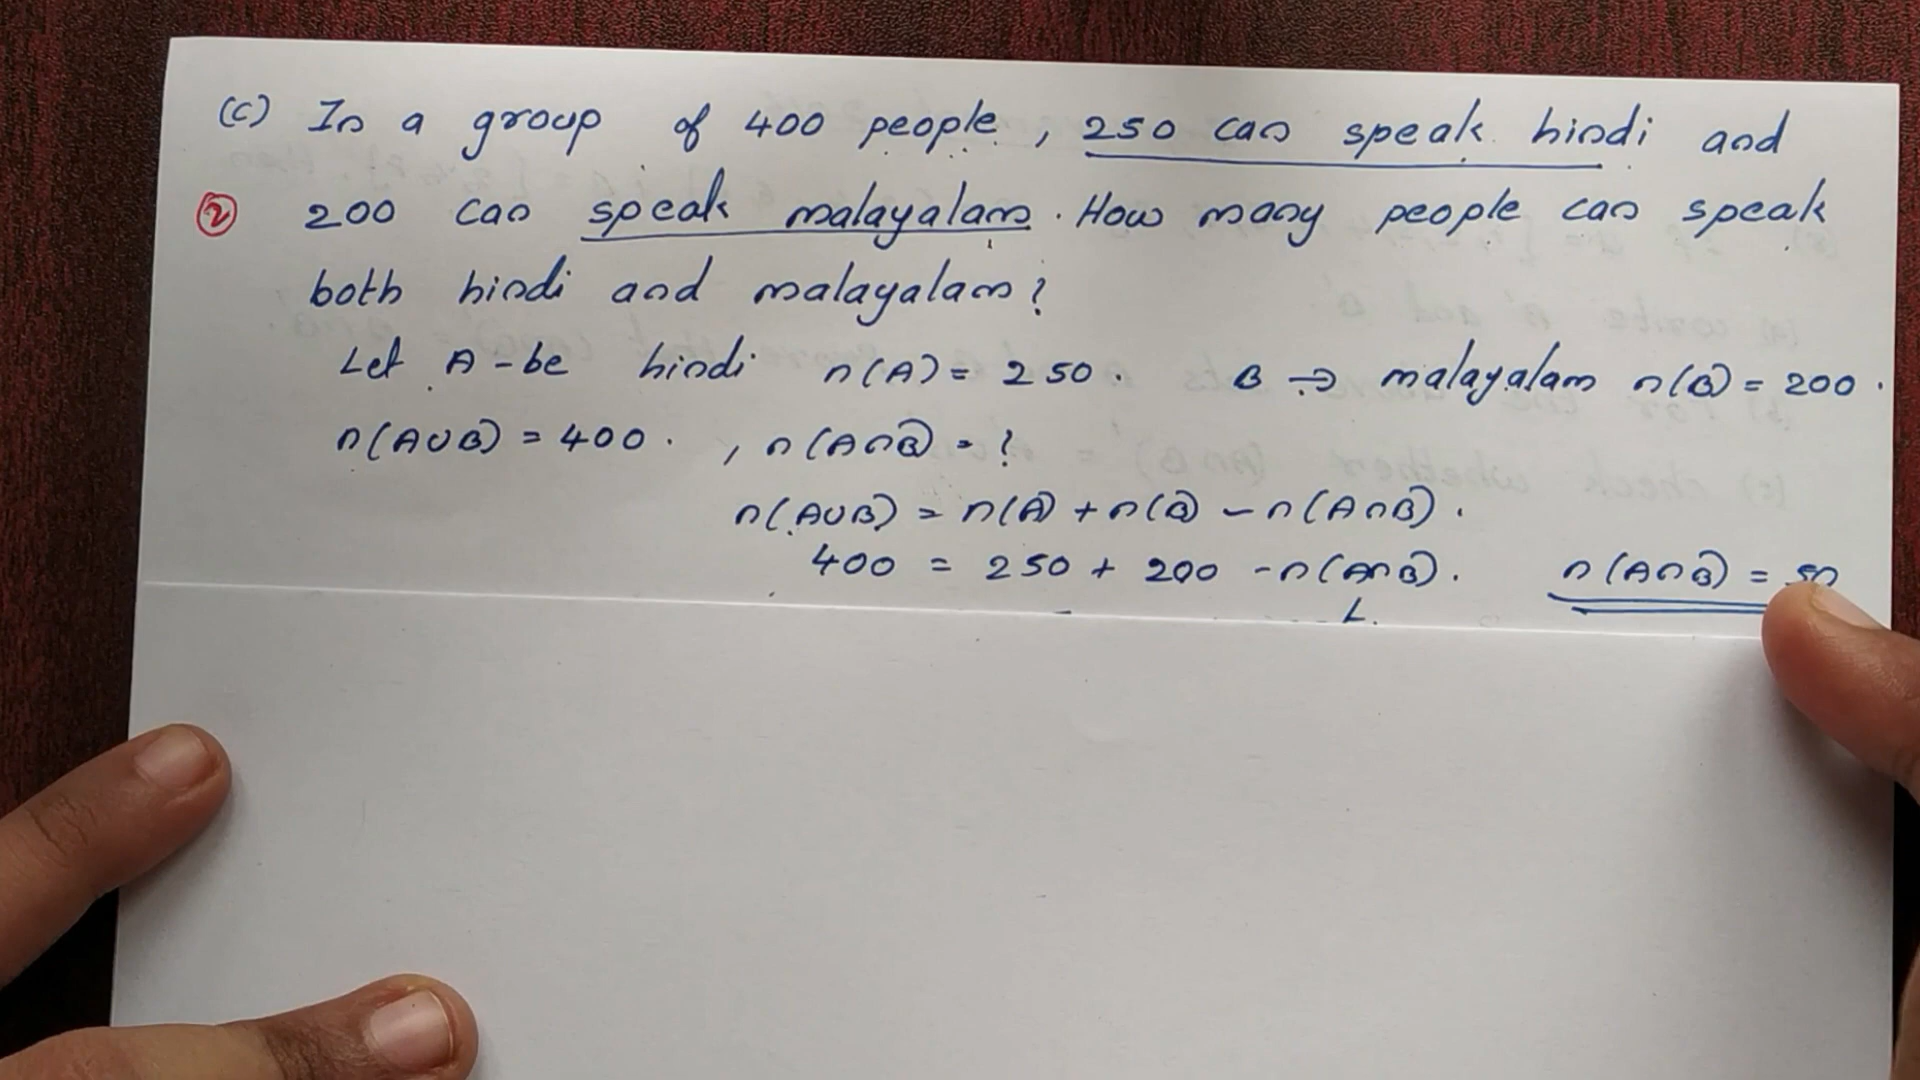 (c) In a group of 400 people, 250 can speak hindi and
② 200 can speak malayalam. How many people can speak
both hindi and malayalam?
Let A - be hindi n(A) = 250. B → malayalam n(B) = 200.
n(A∪B) = 400. , n(A∩B) = ?
n(A∪B) = n(A) + n(B) - n(A∩B).
400 = 250 + 200 - n(A∩B). n(A∩B) = 50